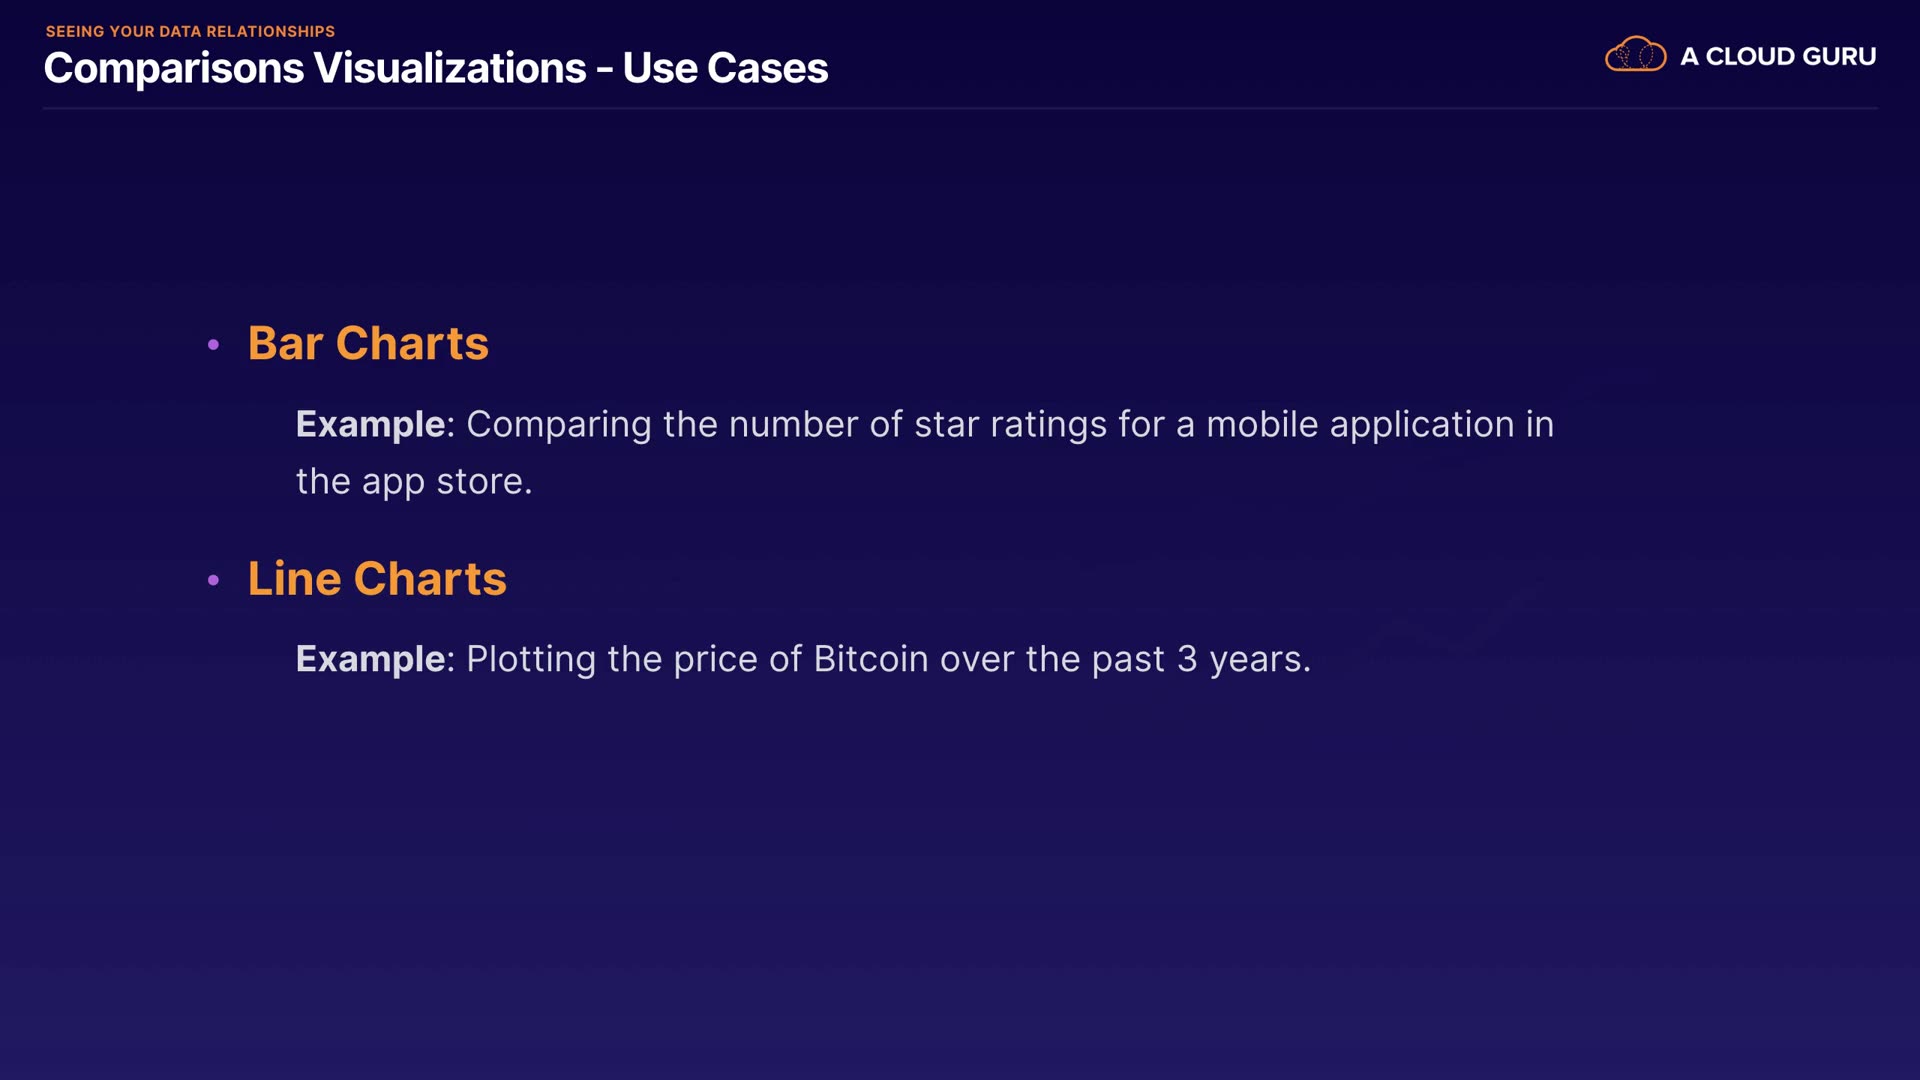 SEEING YOUR DATA RELATIONSHIPS
Comparisons Visualizations - Use Cases
A CLOUD GURU
• Bar Charts
Example: Comparing the number of star ratings for a mobile application in
the app store.
• Line Charts
Example: Plotting the price of Bitcoin over the past 3 years.